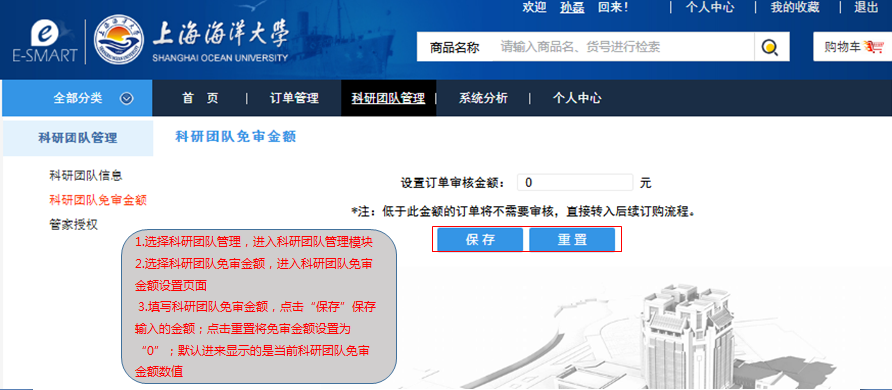 欢迎 孙磊 回来！ | 个人中心 | 我的收藏 | 退出
e
E-SMART
上海海洋大學
SHANGHAI OCEAN UNIVERSITY
商品名称 请输入商品名、货号进行检索
购物车
全部分类 首 页 | 订单管理 科研团队管理 | 系统分析 | 个人中心
科研团队管理
科研团队信息
科研团队免审金额
管家授权
科研团队免审金额
设置订单审核金额： 0 元
*注：低于此金额的订单将不需要审核，直接转入后续订购流程。
保 存 重 置
1.选择科研团队管理，进入科研团队管理模块
2.选择科研团队免审金额，进入科研团队免审
金额设置页面
3.填写科研团队免审金额，点击“保存”保存
输入的金额；点击重置将免审金额设置为
“0”；默认进来显示的是当前科研团队免审
金额数值